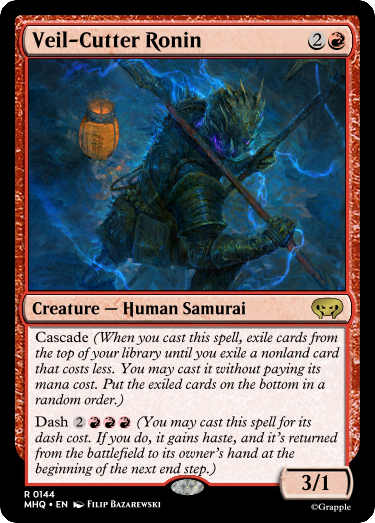 Veil-Cutter Ronin 2
Creature — Human Samurai
Cascade (When you cast this spell, exile cards from
the top of your library until you exile a nonland card
that costs less. You may cast it without paying its
mana cost. Put the exiled cards on the bottom in a
random order.)
Dash 2 (You may cast this spell for its
dash cost. If you do, it gains haste, and it's returned
from the battlefield to its owner's hand at the
beginning of the next end step.)
3/1
R 0144
MHQ • EN Filip Bazarewski
©Grapple